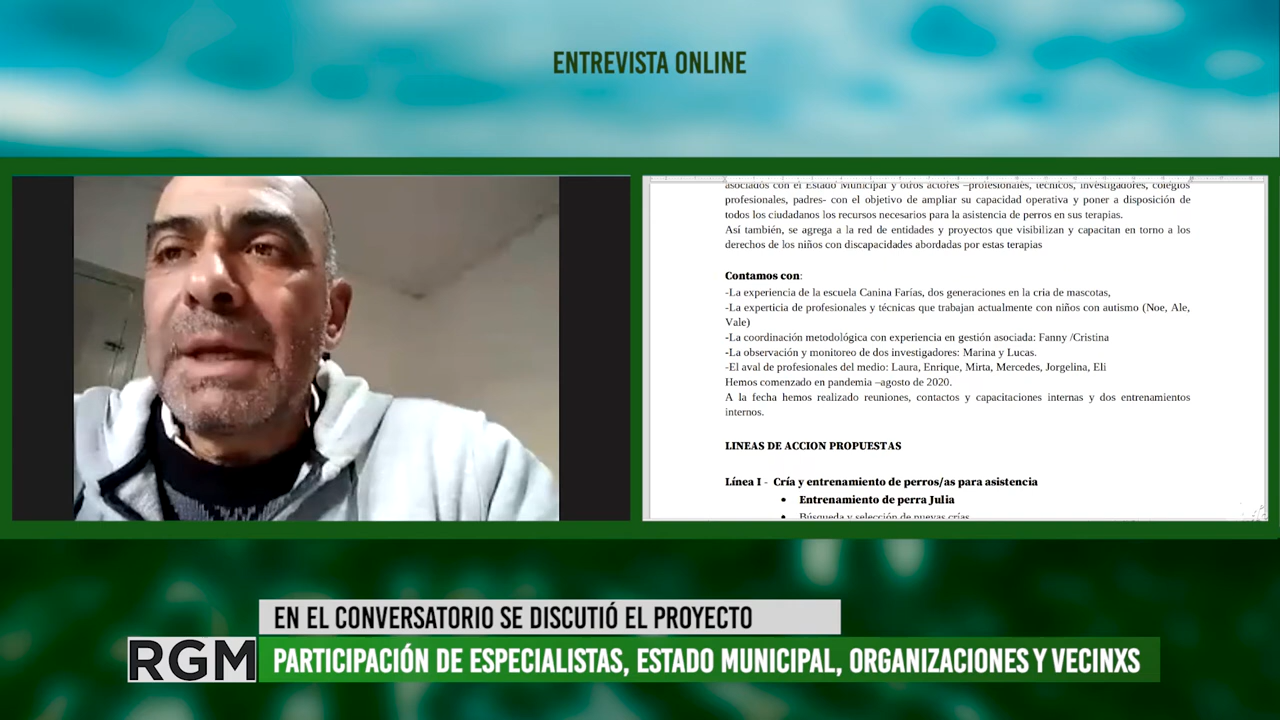 ENTREVISTA ONLINE
asociados con el Estado Municipal y otros actores –profesionales, técnicos, investigadores, colegios
profesionales, padres- con el objetivo de ampliar su capacidad operativa y poner a disposición de
todos los ciudadanos los recursos necesarios para la asistencia de perros en sus terapias.
Así también, se agrega a la red de entidades y proyectos que visibilizan y capacitan en torno a los
derechos de los niños con discapacidades abordadas por estas terapias
Contamos con:
-La experiencia de la escuela Canina Farías, dos generaciones en la cria de mascotas,
-La experticia de profesionales y técnicas que trabajan actualmente con niños con autismo (Noe, Ale,
Vale)
-La coordinación metodológica con experiencia en gestión asociada: Fanny /Cristina
-La observación y monitoreo de dos investigadores: Marina y Lucas.
-El aval de profesionales del medio: Laura, Enrique, Mirta, Mercedes, Jorgelina, Eli
Hemos comenzado en pandemia –agosto de 2020.
A la fecha hemos realizado reuniones, contactos y capacitaciones internas y dos entrenamientos
internos.
LINEAS DE ACCION PROPUESTAS
Línea I - Cría y entrenamiento de perros/as para asistencia
• Entrenamiento de perra Julia
• Búsqueda y selección de nuevas crías
EN EL CONVERSATORIO SE DISCUTIÓ EL PROYECTO
RGM PARTICIPACIÓN DE ESPECIALISTAS, ESTADO MUNICIPAL, ORGANIZACIONES Y VECINXS